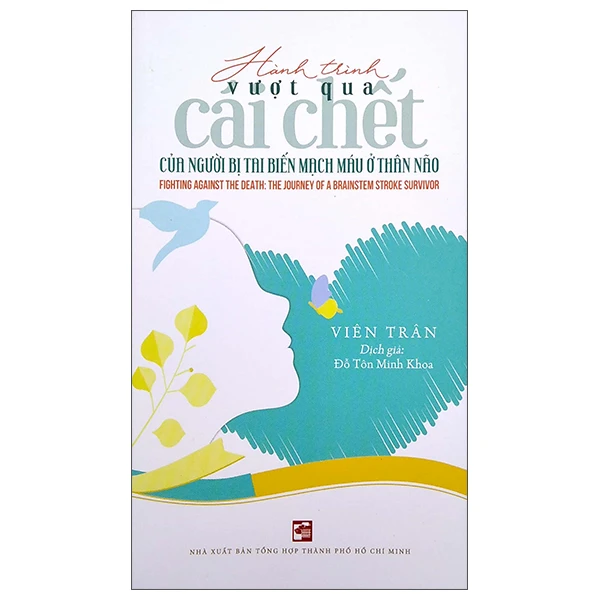 Hành trình
vượt qua
cái chết
CỦA NGƯỜI BỊ TAI BIẾN MẠCH MÁU Ở THÂN NÃO
FIGHTING AGAINST THE DEATH: THE JOURNEY OF A BRAINSTEM STROKE SURVIVOR
VIÊN TRÂN
Dịch giả:
Đỗ Tôn Minh Khoa
NHÀ XUẤT BẢN TỔNG HỢP THÀNH PHỐ HỒ CHÍ MINH